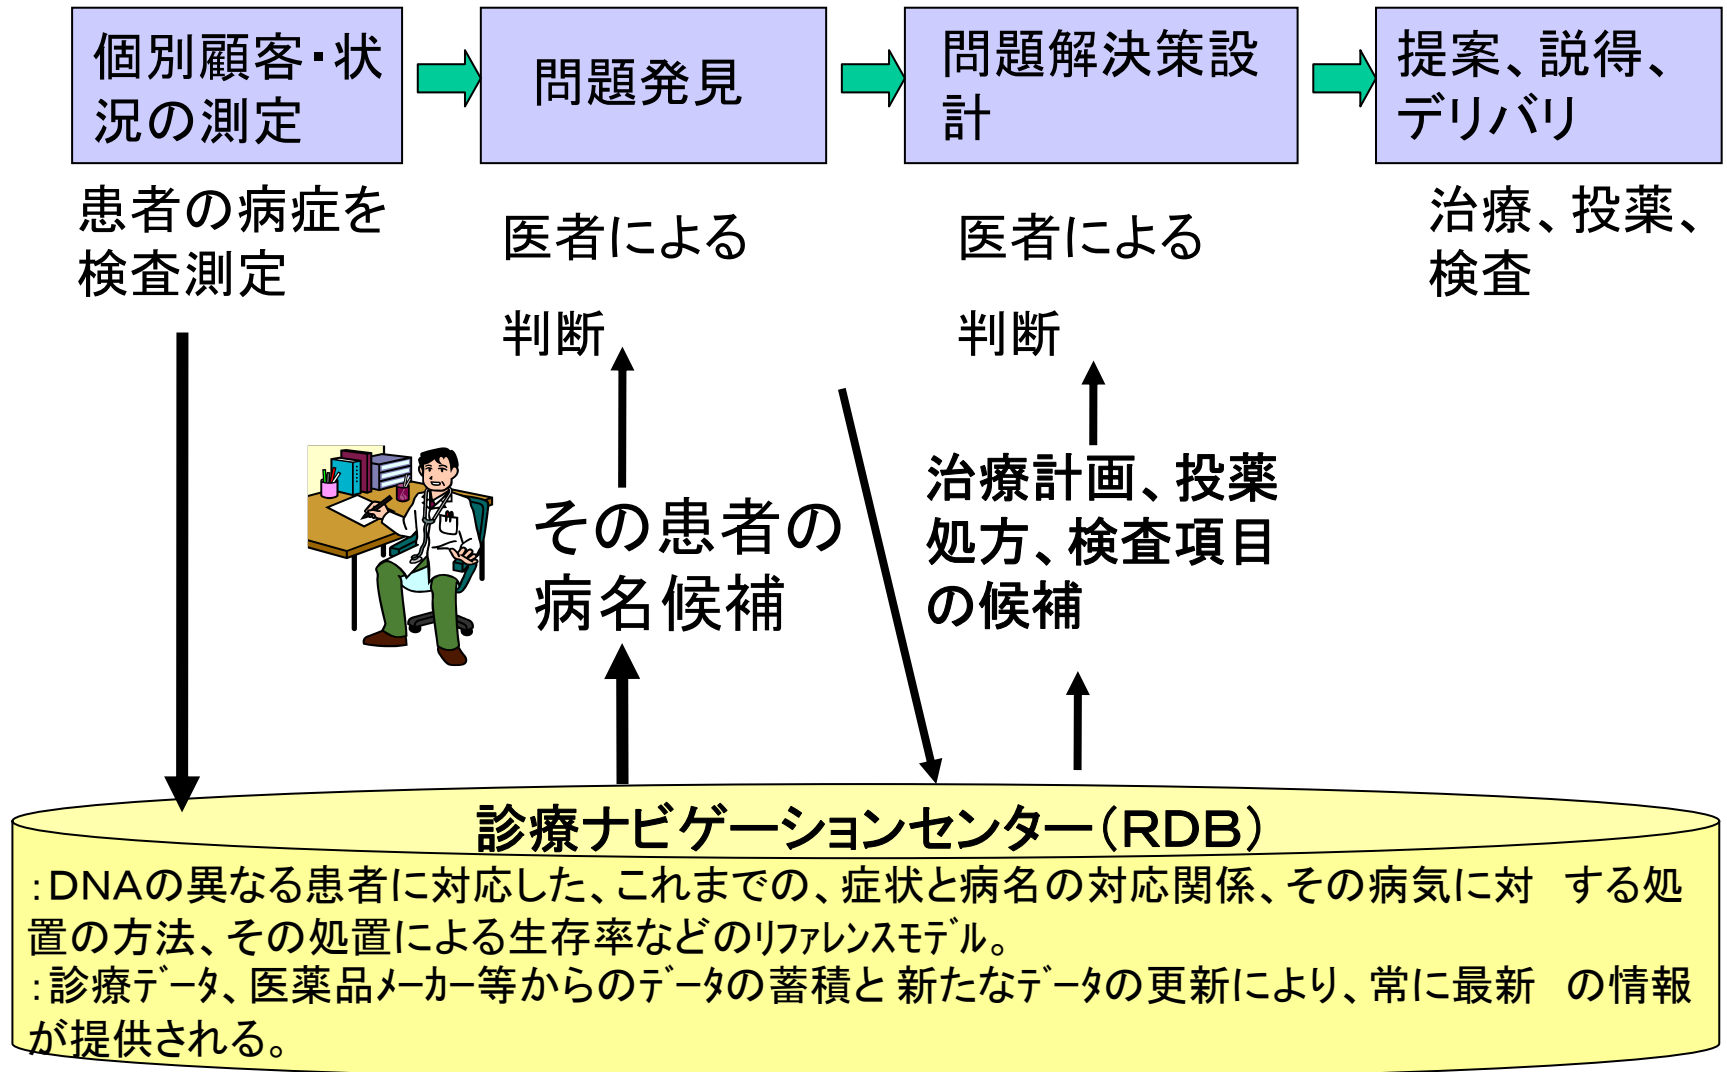 個別顧客・状
況の測定
問題発見
問題解決策設
計
提案、説得、
デリバリ
患者の病症を
検査測定
医者による
判断
医者による
判断
治療、投薬、
検査
その患者の
病名候補
治療計画、投薬
処方、検査項目
の候補
診療ナビゲーションセンター（ＲＤＢ）
：ＤＮＡの異なる患者に対応した、これまでの、症状と病名の対応関係、その病気に対　する処
置の方法、その処置による生存率などのﾘﾌｧﾚﾝｽﾓﾃﾞﾙ。
：診療ﾃﾞｰﾀ、医薬品ﾒｰｶｰ等からのﾃﾞｰﾀの蓄積と 新たなﾃﾞｰﾀの更新により、常に最新　の情報
が提供される。